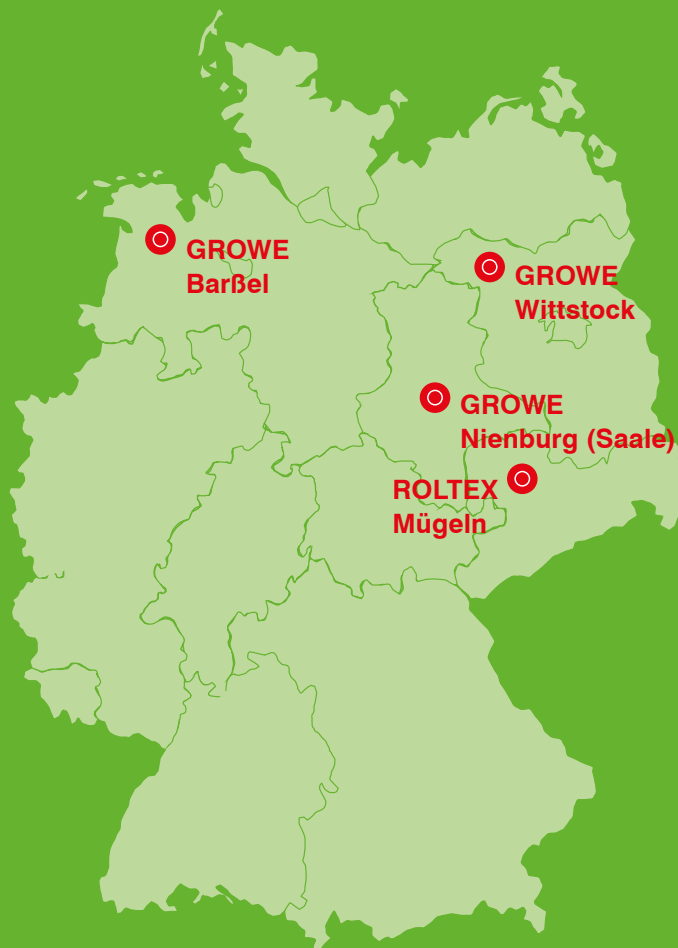 GROWE
Barßel
GROWE
Wittstock
GROWE
Nienburg (Saale)
ROLTEX
Mügeln